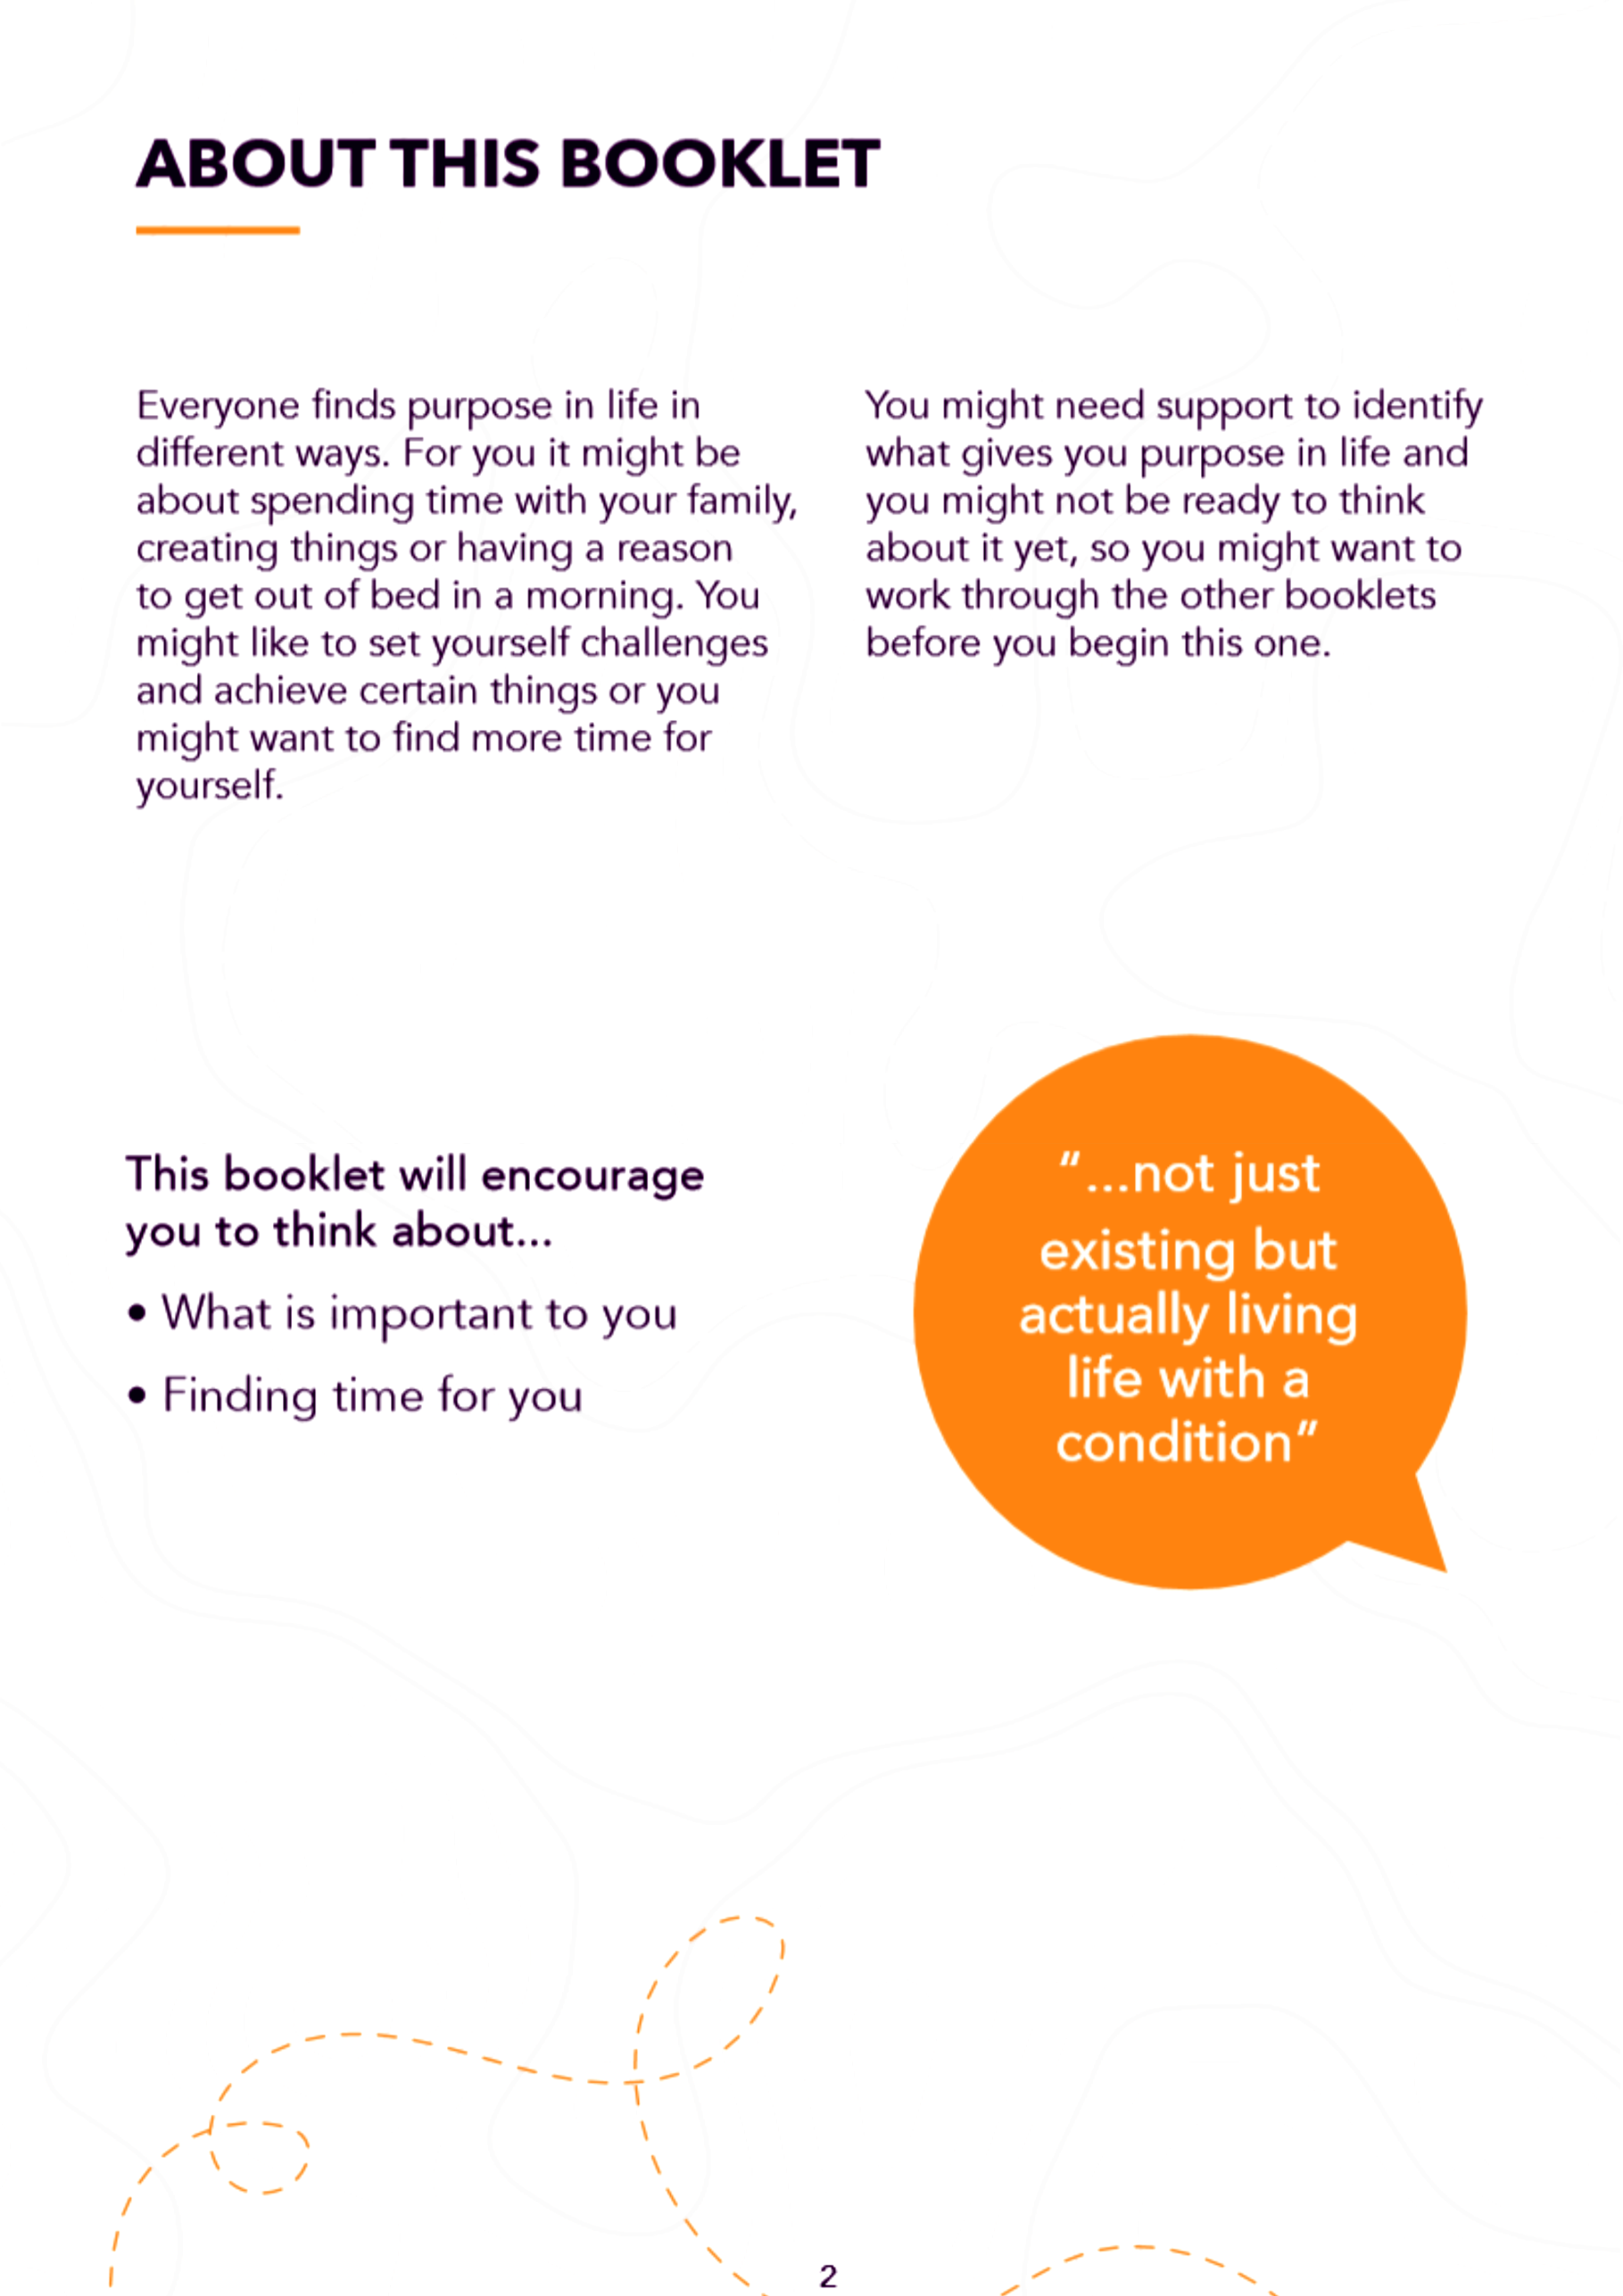 ABOUT THIS BOOKLET
Everyone finds purpose in life in
different ways. For you it might be
about spending time with your family,
creating things or having a reason
to get out of bed in a morning. You
might like to set yourself challenges
and achieve certain things or you
might want to find more time for
yourself.
You might need support to identify
what gives you purpose in life and
you might not be ready to think
about it yet, so you might want to
work through the other booklets
before you begin this one.
This booklet will encourage
you to think about...
• What is important to you
• Finding time for you
"...not just
existing but
actually living
life with a
condition"
2